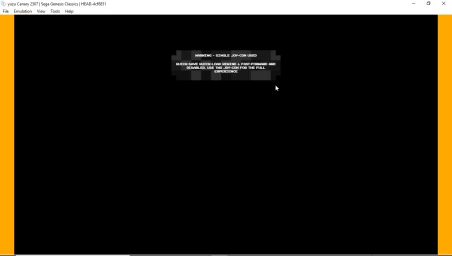 yuzu Canary 2307 | Sega Genesis Classics | HEAD-4cf8851
File Emulation View Tools Help
WARNING - SINGLE JOY-CON USED
QUICK-SAVE QUICK-LOAD REWIND & FAST-FORWARD ARE
DISABLED. USE TWO JOY-CON FOR THE FULL
EXPERIENCE